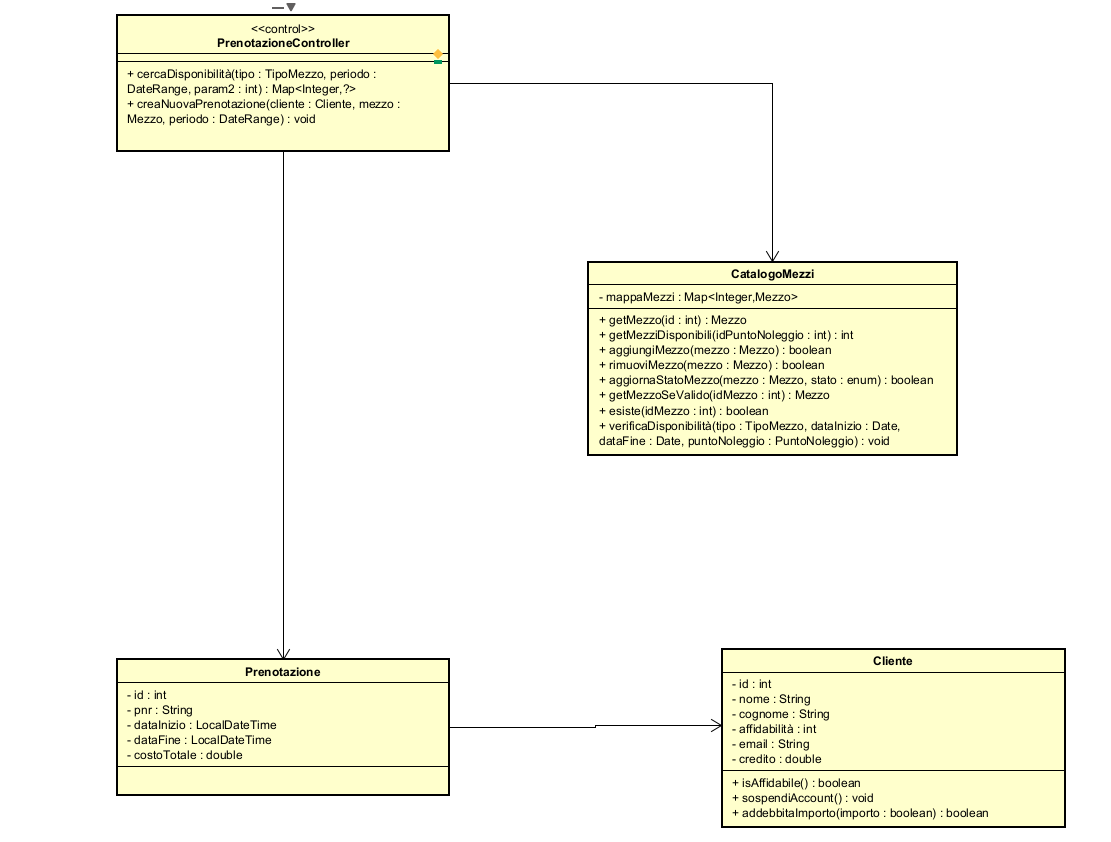 <<control>>
PrenotazioneController
+ cercaDisponibilità(tipo : TipoMezzo, periodo :
DateRange, param2 : int) : Map<Integer,?>
+ creaNuovaPrenotazione(cliente : Cliente, mezzo :
Mezzo, periodo : DateRange) : void
CatalogoMezzi
- mappaMezzi : Map<Integer,Mezzo>
+ getMezzo(id : int) : Mezzo
+ getMezziDisponibili(idPuntoNoleggio : int) : int
+ aggiungiMezzo(mezzo : Mezzo) : boolean
+ rimuoviMezzo(mezzo : Mezzo) : boolean
+ aggiornaStatoMezzo(mezzo : Mezzo, stato : enum) : boolean
+ getMezzoSeValido(idMezzo : int) : Mezzo
+ esiste(idMezzo : int) : boolean
+ verificaDisponibilità(tipo : TipoMezzo, dataInizio : Date,
dataFine : Date, puntoNoleggio : PuntoNoleggio) : void
Prenotazione
- id : int
- pnr : String
- dataInizio : LocalDateTime
- dataFine : LocalDateTime
- costoTotale : double
Cliente
- id : int
- nome : String
- cognome : String
- affidabilità : int
- email : String
- credito : double
+ isAffidabile() : boolean
+ sospendiAccount() : void
+ addebbitaImporto(importo : boolean) : boolean